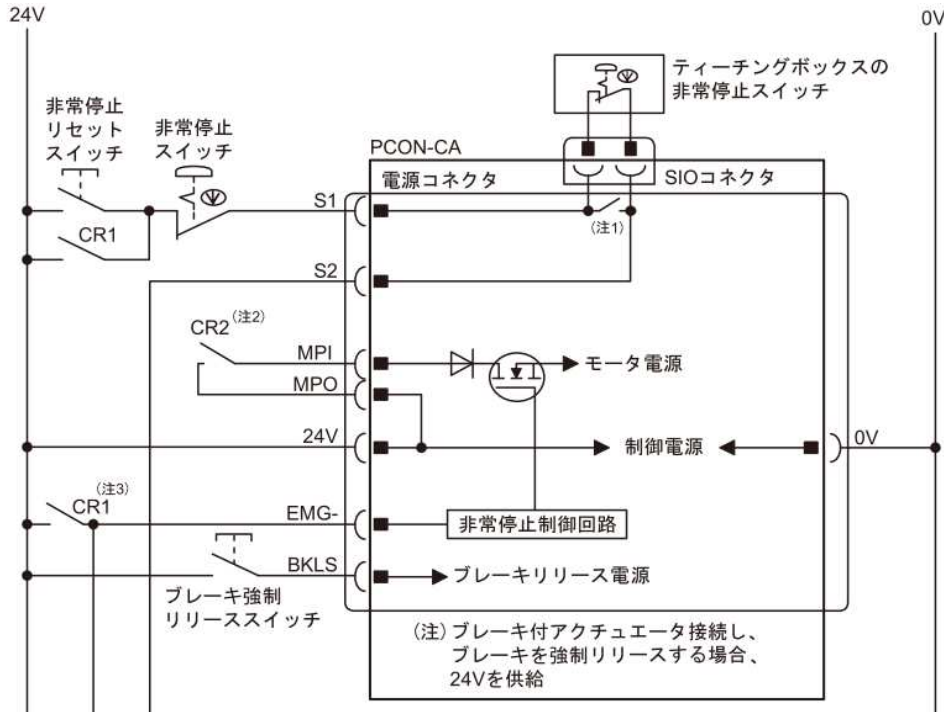 24V
0V
ティーチングボックスの
非常停止スイッチ
非常停止
リセット
スイッチ
非常停止
スイッチ
PCON-CA
電源コネクタ
SIOコネクタ
S1
(注1)
CR1
S2
CR2(注2)
MPI
モータ電源
MPO
24V
制御電源
0V
(注3)
CR1
EMG-
非常停止制御回路
BKLS
ブレーキリリース電源
ブレーキ強制
リリーススイッチ
(注)ブレーキ付アクチュエータ接続し、
ブレーキを強制リリースする場合、
24Vを供給